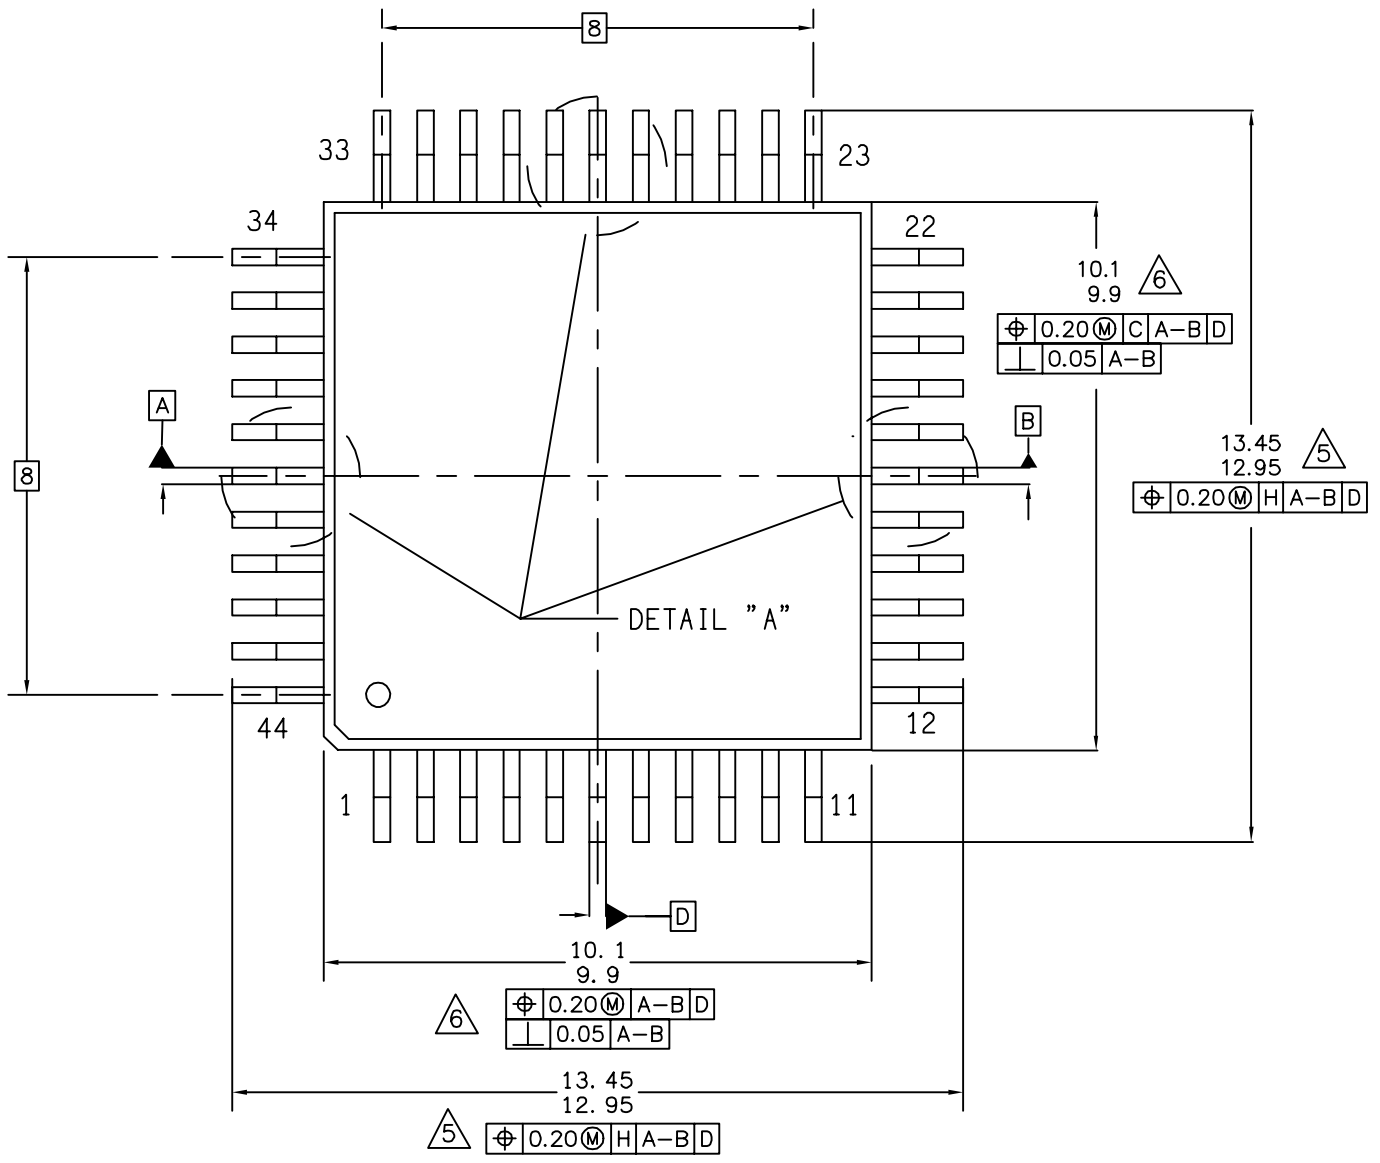 8
33
23
34
22
10.1
9.9
6
⌖ 0.20 Ⓜ C A-B D
⊥ 0.05 A-B
A
B
8
13.45
12.95
5
⌖ 0.20 Ⓜ H A-B D
DETAIL "A"
44
12
1
11
D
10. 1
9. 9
6
⌖ 0.20 Ⓜ A-B D
⊥ 0.05 A-B
13. 45
12. 95
5
⌖ 0.20 Ⓜ H A-B D